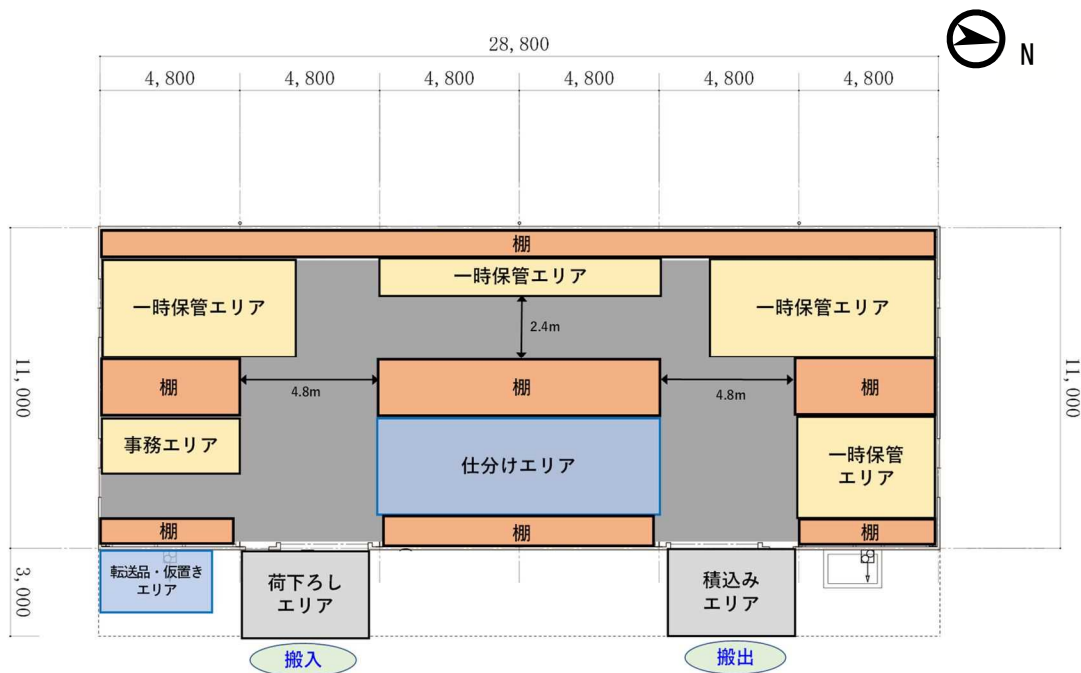 N
28,800
4,800
4,800
4,800
4,800
4,800
4,800
棚
一時保管エリア
一時保管エリア
一時保管エリア
2.4m
11,000
11,000
棚
4.8m
棚
4.8m
棚
事務エリア
仕分けエリア
一時保管
エリア
棚
棚
棚
3,000
転送品・仮置き
エリア
荷下ろし
エリア
積込み
エリア
搬入
搬出